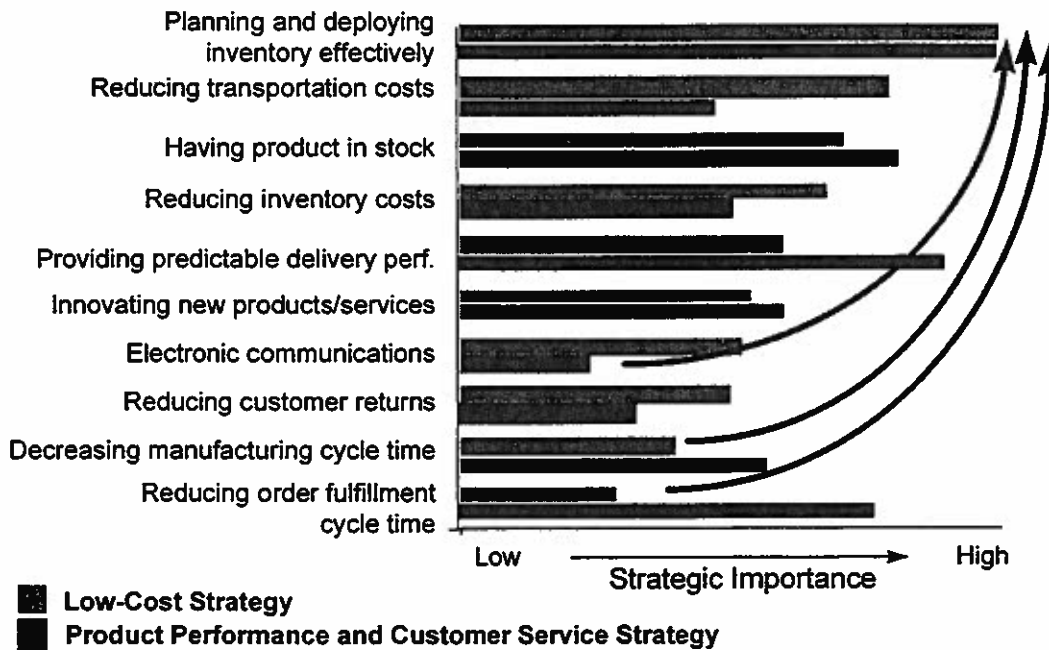 Planning and deploying
inventory effectively
Reducing transportation costs
Having product in stock
Reducing inventory costs
Providing predictable delivery perf.
Innovating new products/services
Electronic communications
Reducing customer returns
Decreasing manufacturing cycle time
Reducing order fulfillment
cycle time
Low
High
Strategic Importance
Low-Cost Strategy
Product Performance and Customer Service Strategy